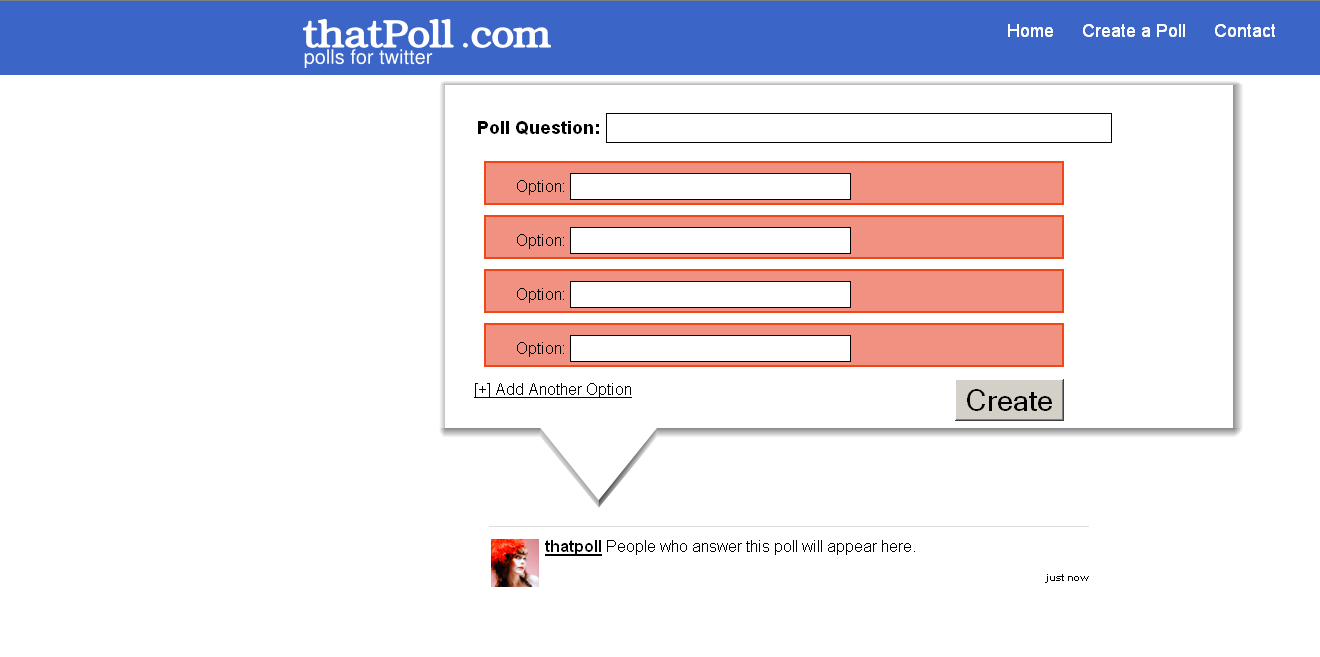 thatPoll .com
polls for twitter
Home Create a Poll Contact
Poll Question:
Option:
Option:
Option:
Option:
[+] Add Another Option
Create
thatpoll People who answer this poll will appear here.
just now